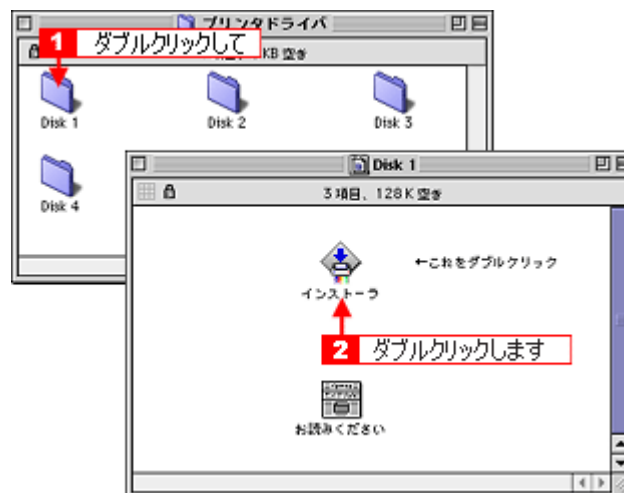 プリンタドライバ
1 ダブルクリックして
KB 空き
Disk 1
Disk 2
Disk 3
Disk 4
Disk 1
3 項目、128K 空き
インストーラ
←これをダブルクリック
2 ダブルクリックします
お読みください